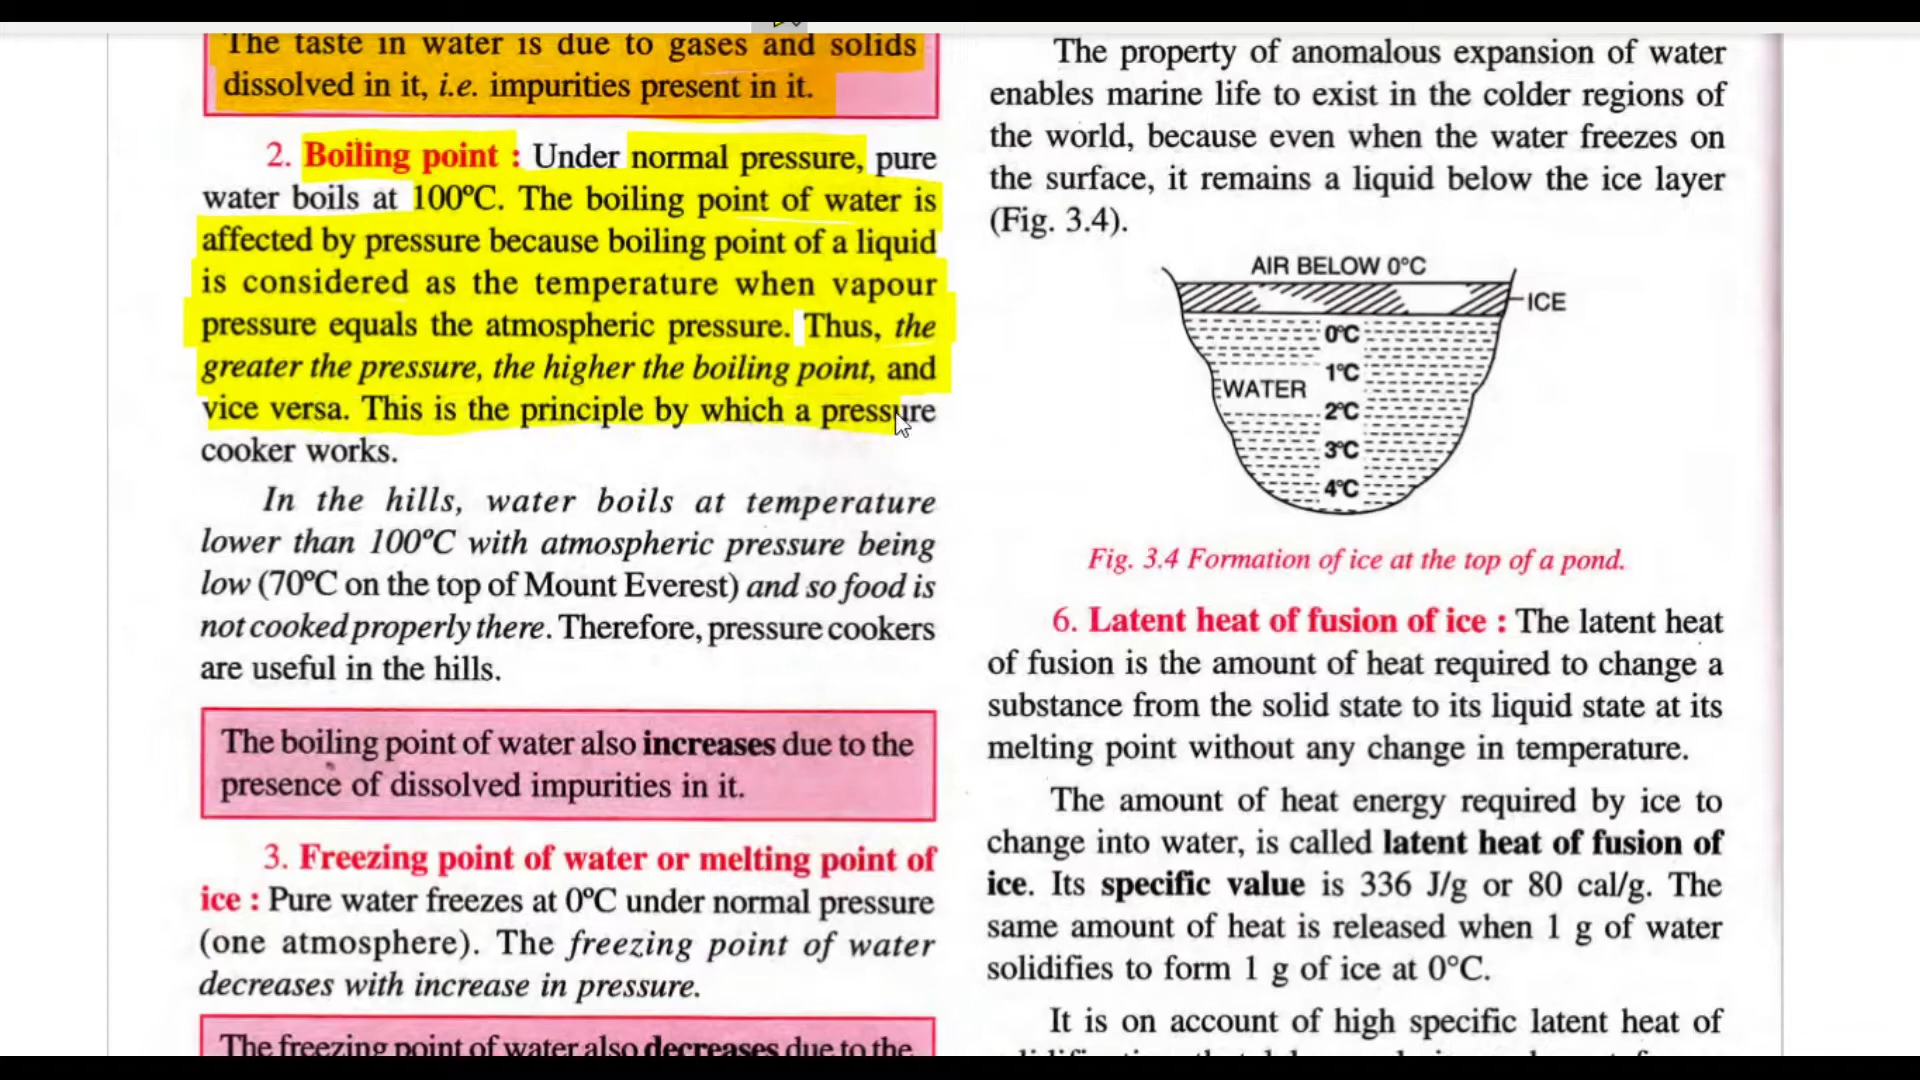 The taste in water is due to gases and solids
dissolved in it, i.e. impurities present in it.
2. Boiling point : Under normal pressure, pure
water boils at 100ºC. The boiling point of water is
affected by pressure because boiling point of a liquid
is considered as the temperature when vapour
pressure equals the atmospheric pressure. Thus, the
greater the pressure, the higher the boiling point, and
vice versa. This is the principle by which a pressure
cooker works.
In the hills, water boils at temperature
lower than 100ºC with atmospheric pressure being
low (70ºC on the top of Mount Everest) and so food is
not cooked properly there. Therefore, pressure cookers
are useful in the hills.
The boiling point of water also increases due to the
presence of dissolved impurities in it.
3. Freezing point of water or melting point of
ice : Pure water freezes at 0ºC under normal pressure
(one atmosphere). The freezing point of water
decreases with increase in pressure.
The freezing point of water also decreases due to the
The property of anomalous expansion of water
enables marine life to exist in the colder regions of
the world, because even when the water freezes on
the surface, it remains a liquid below the ice layer
(Fig. 3.4).
AIR BELOW 0ºC
ICE
0ºC
1ºC
WATER
2ºC
3ºC
4ºC
Fig. 3.4 Formation of ice at the top of a pond.
6. Latent heat of fusion of ice : The latent heat
of fusion is the amount of heat required to change a
substance from the solid state to its liquid state at its
melting point without any change in temperature.
The amount of heat energy required by ice to
change into water, is called latent heat of fusion of
ice. Its specific value is 336 J/g or 80 cal/g. The
same amount of heat is released when 1 g of water
solidifies to form 1 g of ice at 0°C.
It is on account of high specific latent heat of